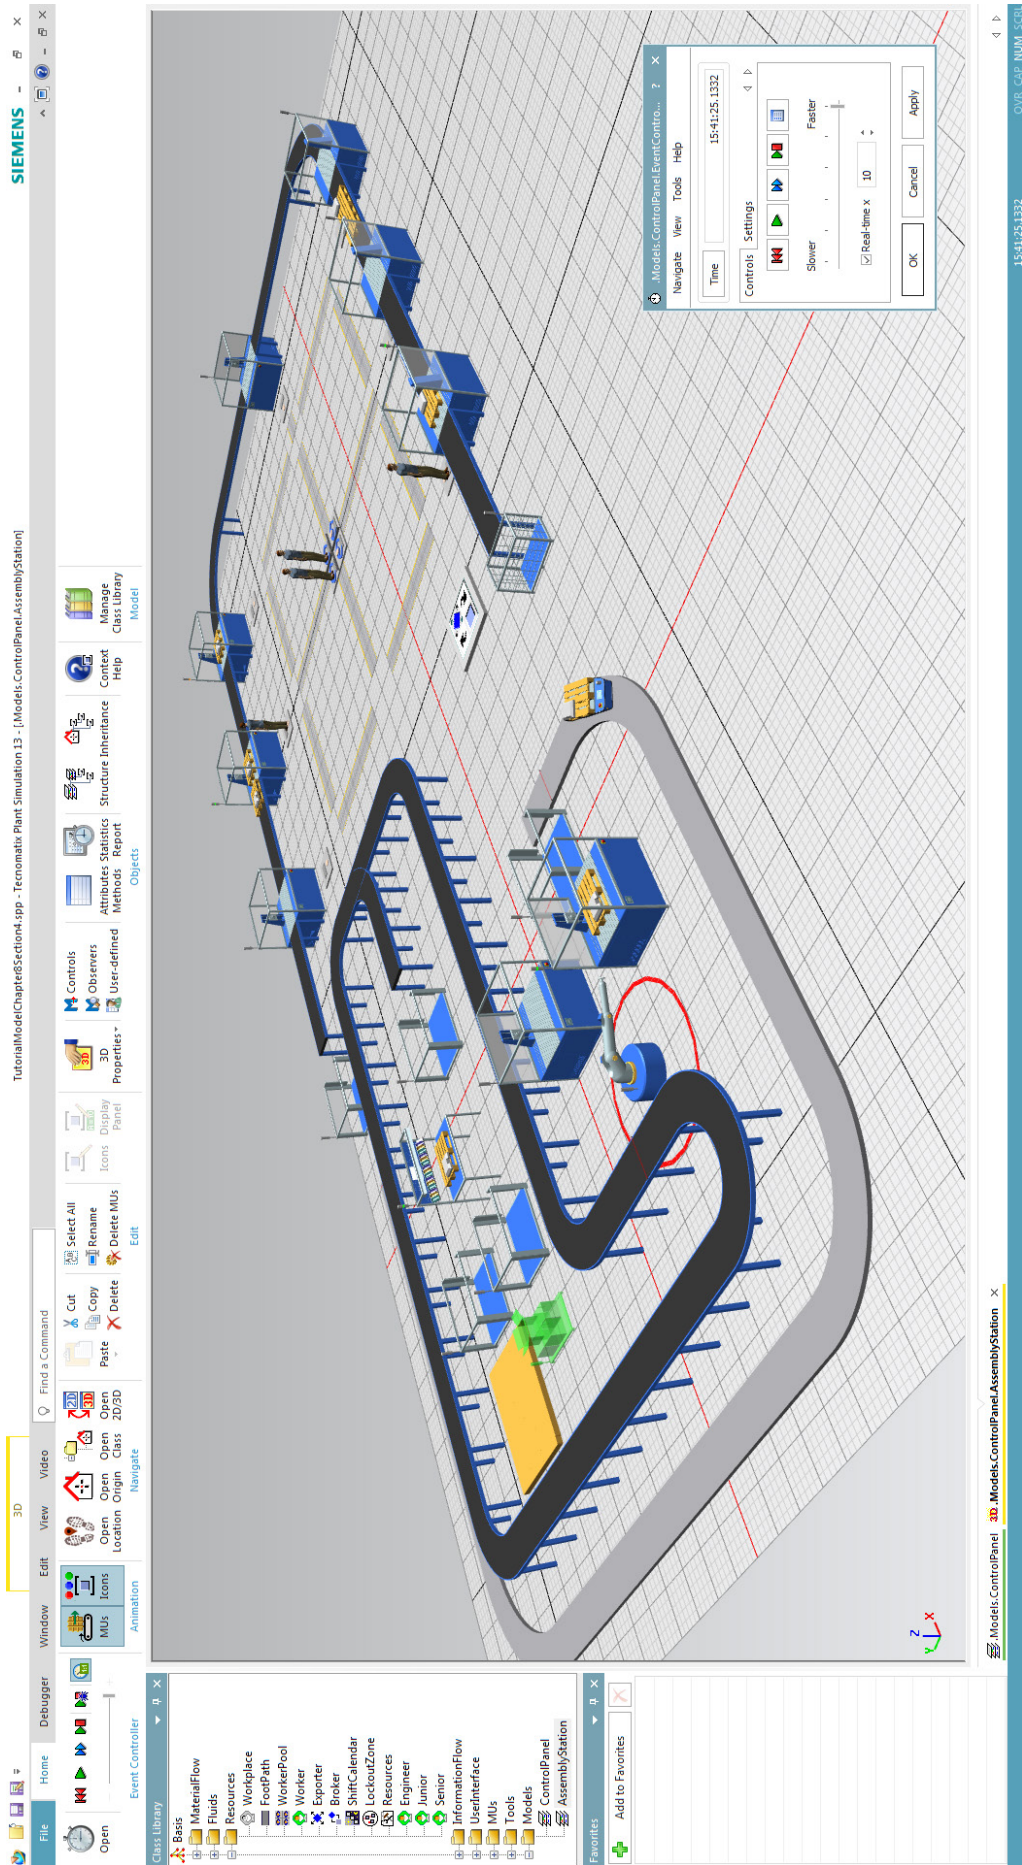 TutorialModelChapter8Section4.spp - Tecnomatix Plant Simulation 13 - [.Models.ControlPanel.AssemblyStation]
SIEMENS
3D
File Home Debugger Window Edit View Video
Find a Command
Open
Event Controller
MUs Icons
Animation
Open Location
Open Origin
Open Class
Open 2D/3D
Navigate
Paste
Cut
Copy
Delete
Select All
Rename
Delete MUs
Edit
Icons
Display Panel
3D Properties
Controls
Observers
User-defined
Attributes Methods
Statistics Report
Objects
Structure Inheritance
Context Help
Manage Class Library
Model
Class Library
Basis
MaterialFlow
Fluids
Resources
Workplace
FootPath
WorkerPool
Worker
Exporter
Broker
ShiftCalendar
LockoutZone
Resources
Engineer
Junior
Senior
InformationFlow
UserInterface
MUs
Tools
Models
ControlPanel
AssemblyStation
Favorites
Add to Favorites
Z
Y
X
.Models.ControlPanel.EventContro... ?
Navigate View Tools Help
Time 15:41:25.1332
Controls Settings
Slower Faster
Real-time x 10
OK Cancel Apply
.Models.ControlPanel
3D .Models.ControlPanel.AssemblyStation
15:41:25.1332
OVR CAP NUM SCRL